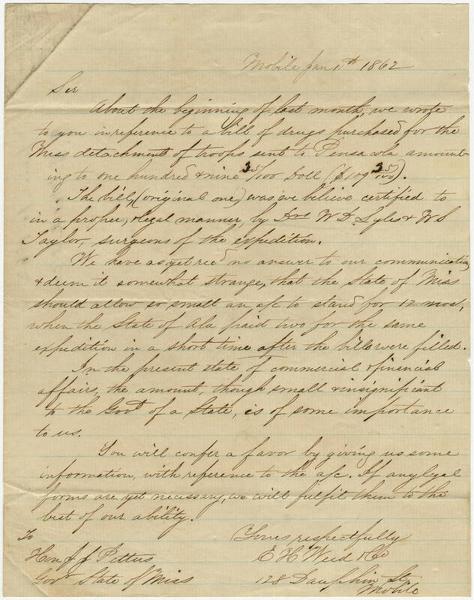 Mobile Jan 1st 1862
Sir
About the beginning of last month, we wrote
to you in reference to a bill of drugs purchased for the
Miss detachment of troops sent to Pensacola amount-
ing to one hundred & nine 35/100 Doll ($109 35/100).
The bill, (original one) was we believe certified to
in a proper, & legal manner, by Drs W D. Lyles & W S
Taylor, surgeons of the expedition.
We have as yet recd no answer to our communication
& deem it somewhat strange, that the State of Miss
should allow so small an a/c to stand for 12 mos,
when the State of Ala paid two for the same
expedition in a short time after the bills were filled.
In the present state of commercial & financial
affairs, the amount, though small & insignificant
to the Govt of a State, is of some importance
to us.
You will confer a favor by giving us some
information, with reference to the a/c. If any legal
forms are yet necessary, we will fulfil them to the
best of our ability.
Yours respectfully
To
Hon J. J. Pettus
Govr State of Miss
E H Weed & Co
128 Dauphin St,
Mobile